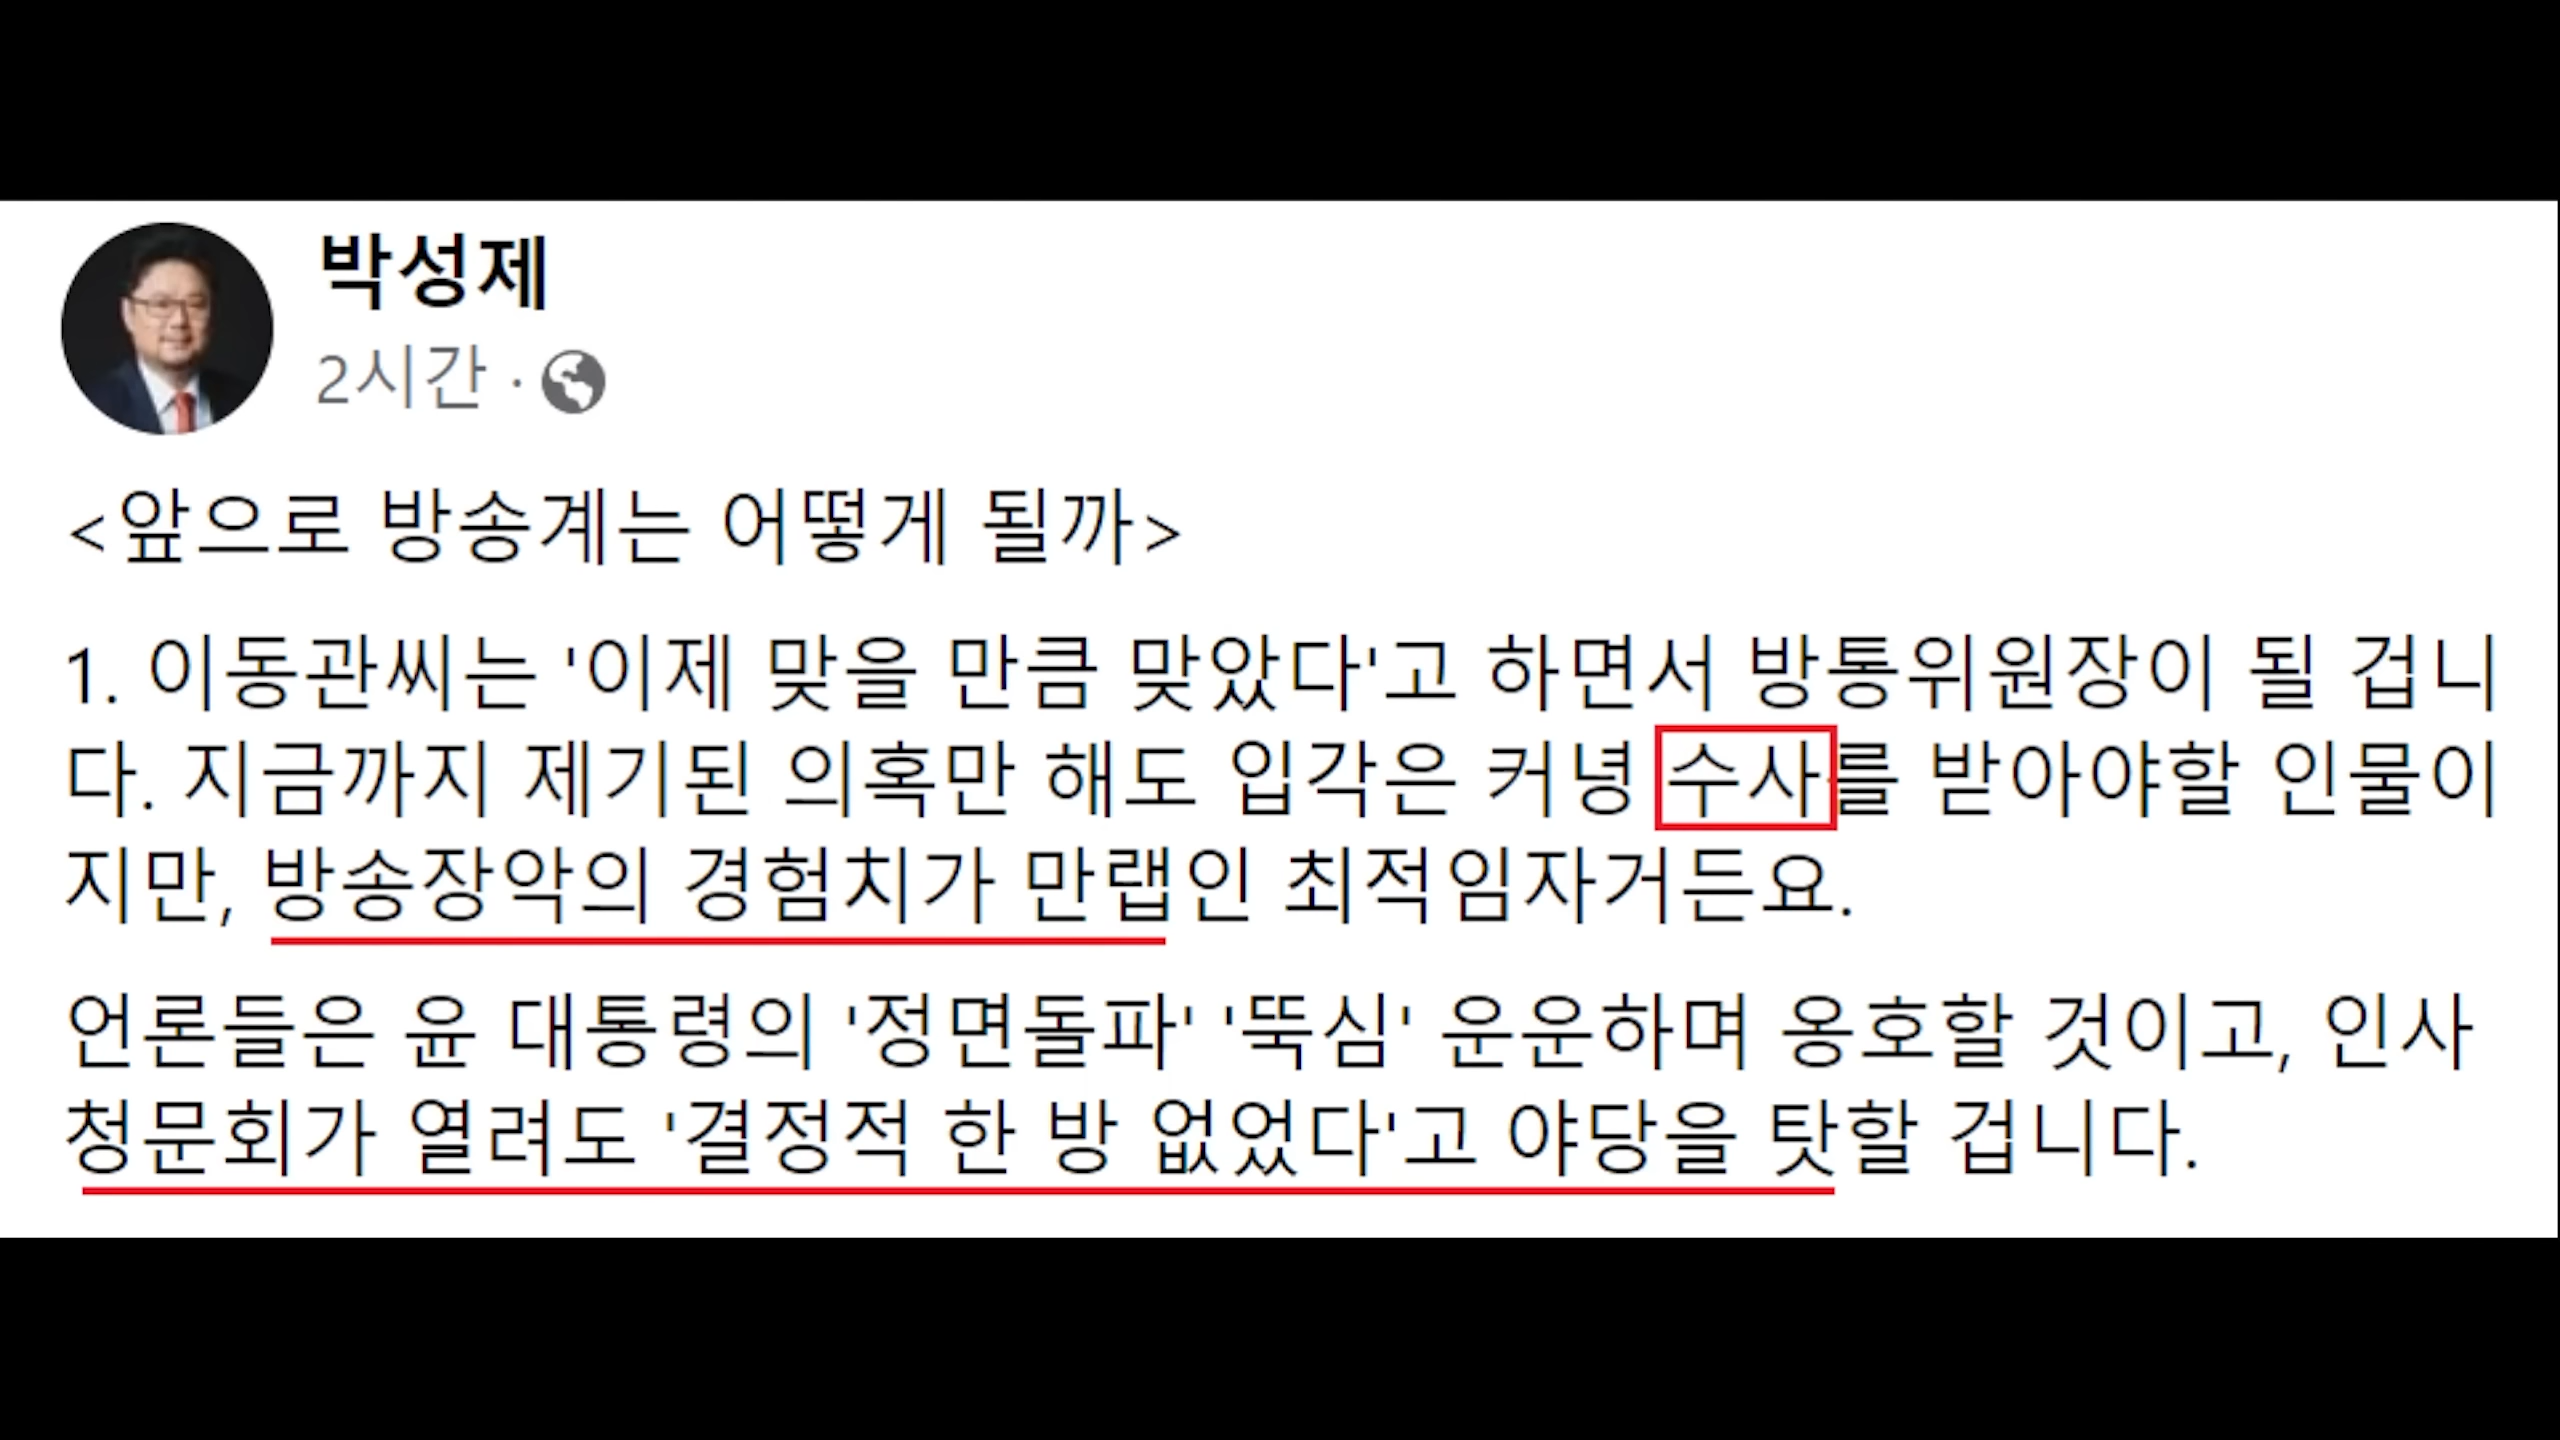 박성제
2시간 ·
<앞으로 방송계는 어떻게 될까>
1. 이동관씨는 '이제 맞을 만큼 맞았다'고 하면서 방통위원장이 될 겁니
다. 지금까지 제기된 의혹만 해도 입각은 커녕 수사를 받아야할 인물이
지만, 방송장악의 경험치가 만랩인 최적임자거든요.
언론들은 윤 대통령의 '정면돌파' '뚝심' 운운하며 옹호할 것이고, 인사
청문회가 열려도 '결정적 한 방 없었다'고 야당을 탓할 겁니다.